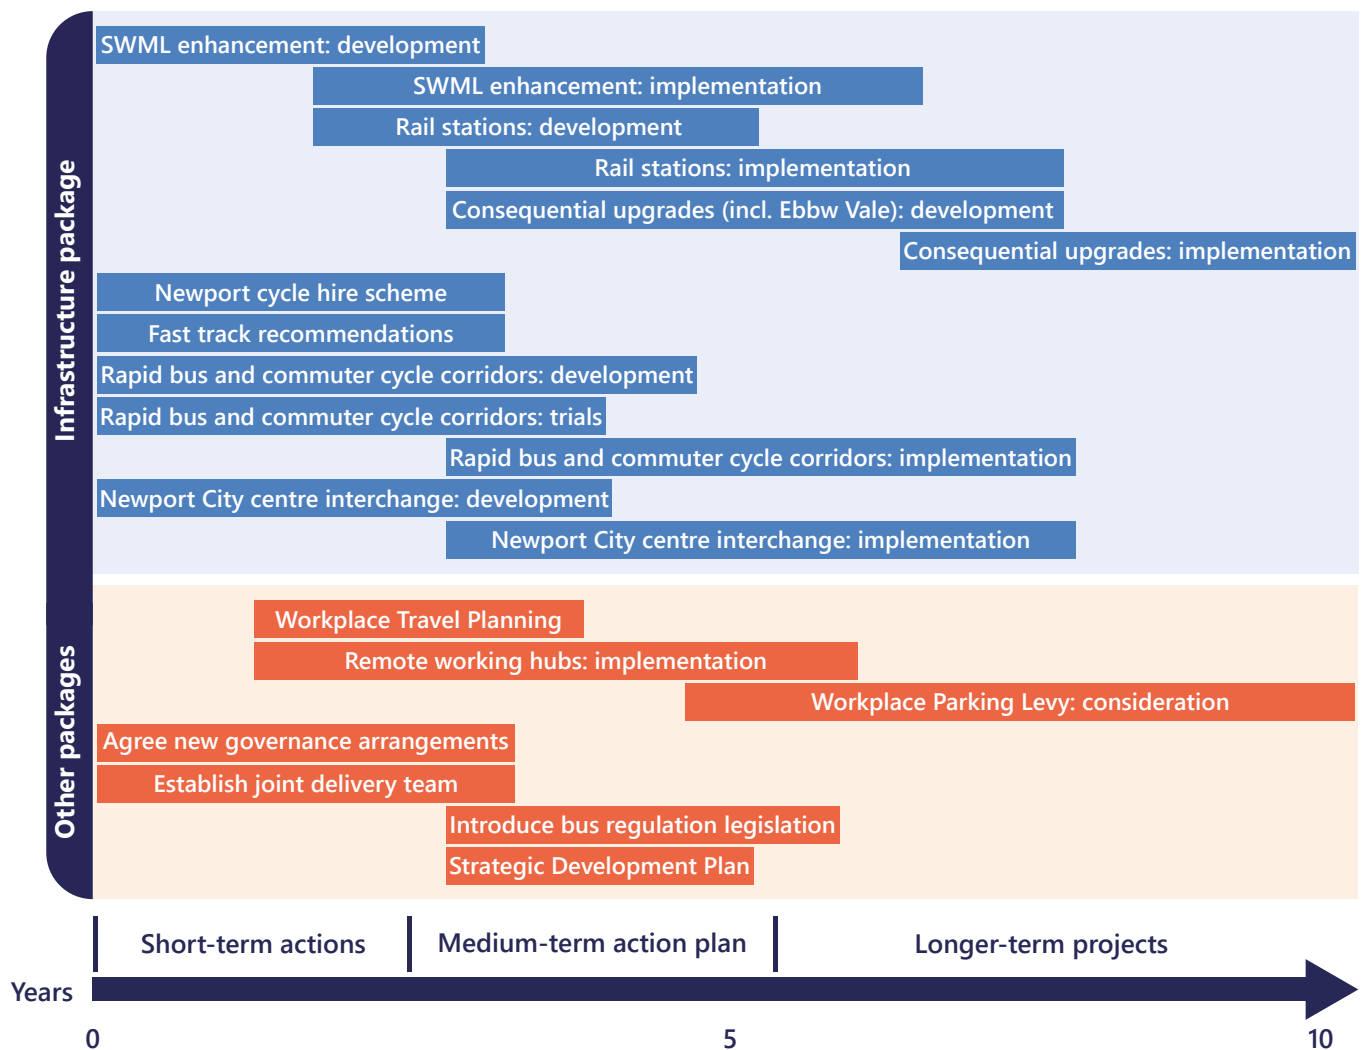 Infrastructure package
SWML enhancement: development
SWML enhancement: implementation
Rail stations: development
Rail stations: implementation
Consequential upgrades (incl. Ebbw Vale): development
Consequential upgrades: implementation
Newport cycle hire scheme
Fast track recommendations
Rapid bus and commuter cycle corridors: development
Rapid bus and commuter cycle corridors: trials
Rapid bus and commuter cycle corridors: implementation
Newport City centre interchange: development
Newport City centre interchange: implementation
Other packages
Workplace Travel Planning
Remote working hubs: implementation
Workplace Parking Levy: consideration
Agree new governance arrangements
Establish joint delivery team
Introduce bus regulation legislation
Strategic Development Plan
Short-term actions
Medium-term action plan
Longer-term projects
Years
0
5
10